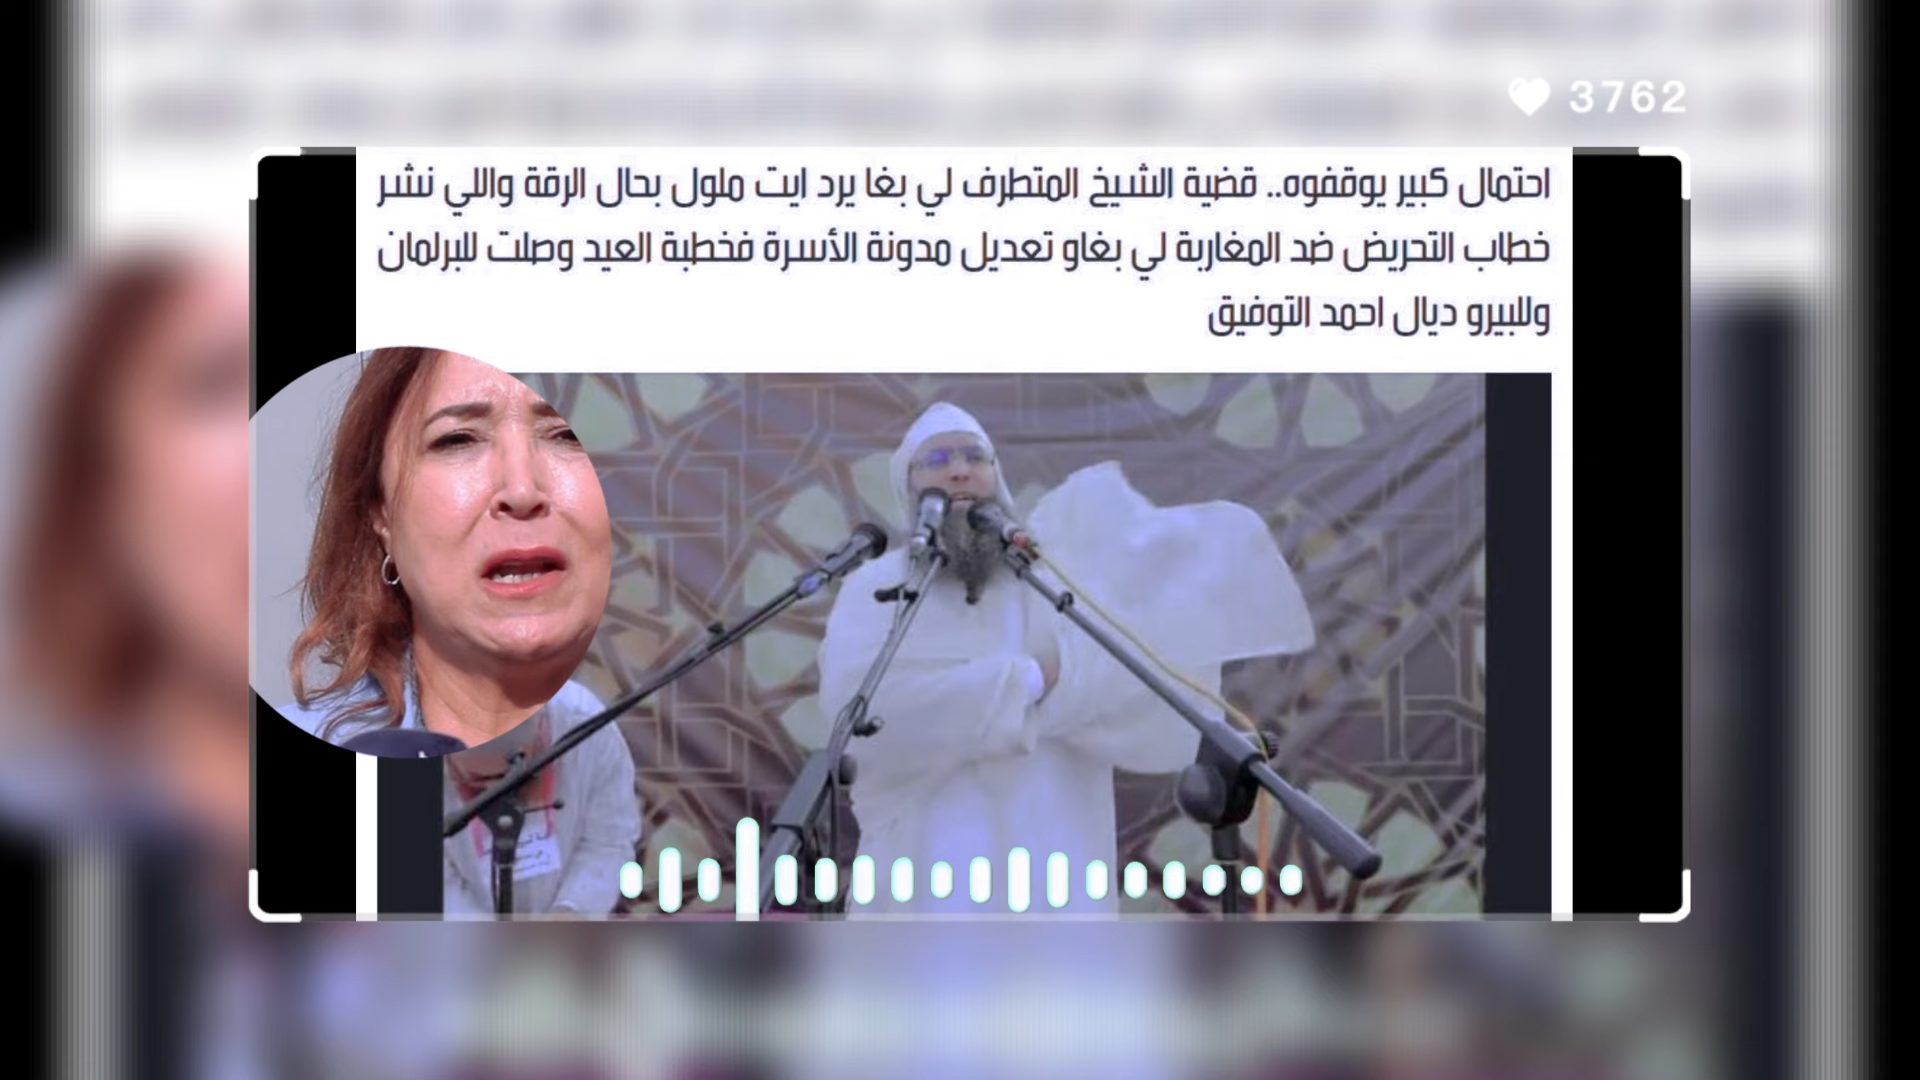 3762
احتمال كبير يوقفوه.. قضية الشيخ المتطرف لي بغا يرد ايت ملول بحال الرقة واللي نشر
خطاب التحريض ضد المغاربة لي بغاو تعديل مدونة الأسرة فخطبة العيد وصلت للبرلمان
وللبيرو ديال احمد التوفيق